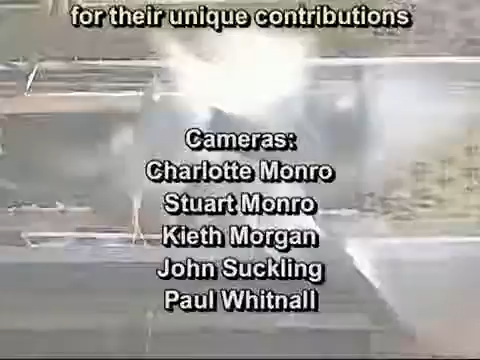 for their unique contributions
Cameras:
Charlotte Monro
Stuart Monro
Kieth Morgan
John Suckling
Paul Whitnall